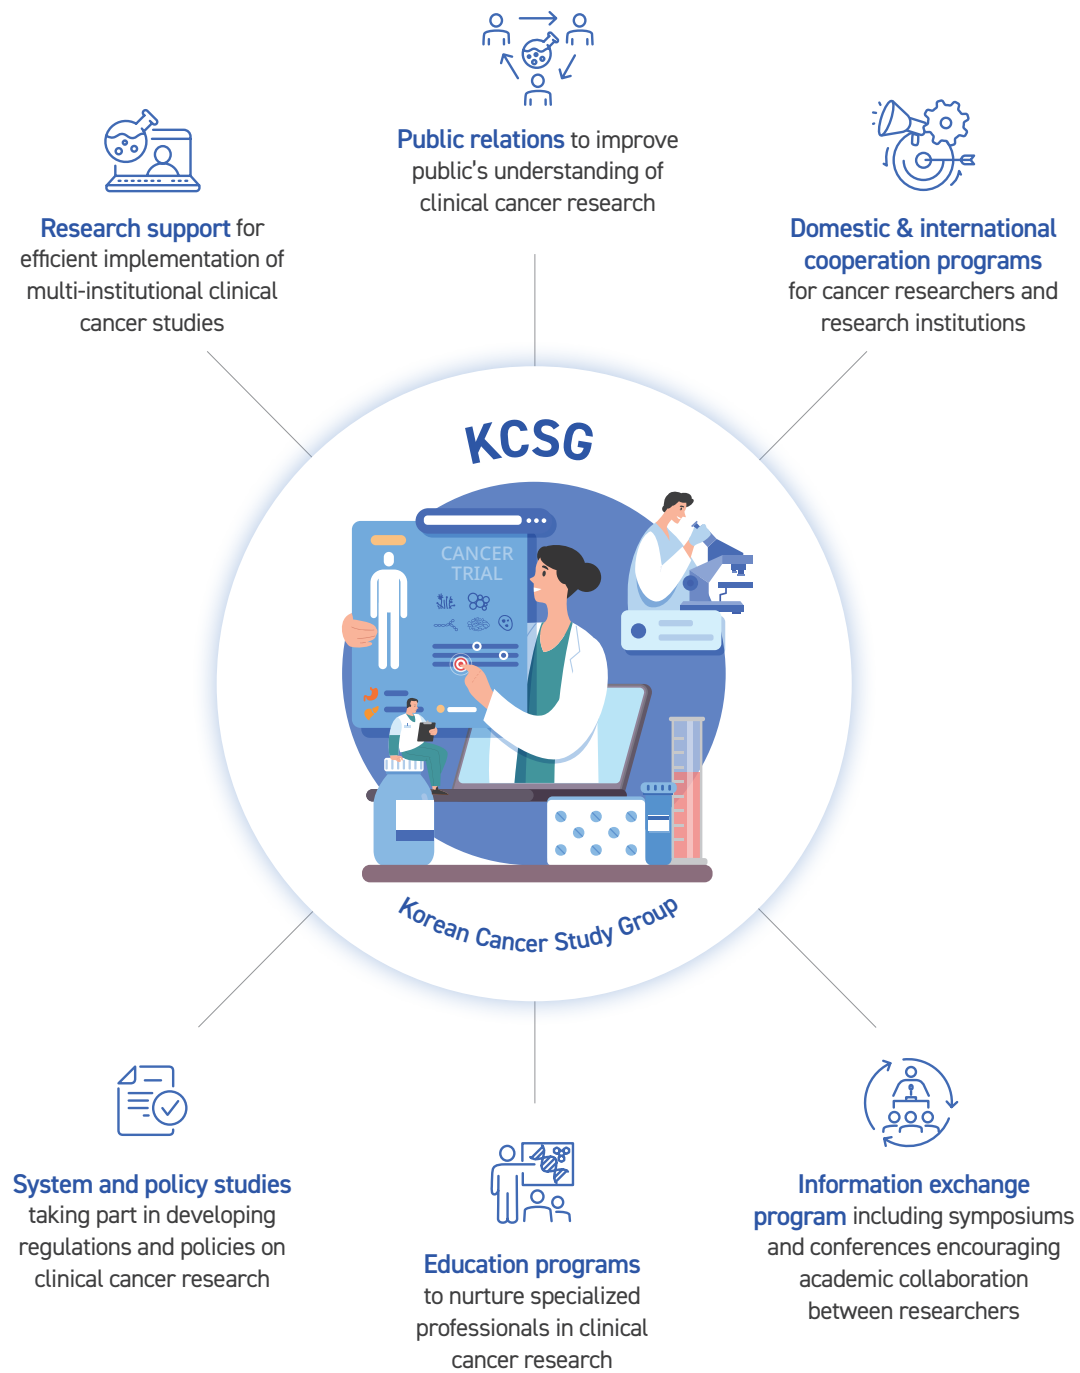 Public relations to improve
public's understanding of
clinical cancer research
Research support for
efficient implementation of
multi-institutional clinical
cancer studies
Domestic & international
cooperation programs
for cancer researchers and
research institutions
KCSG
CANCER
TRIAL
Korean Cancer Study Group
System and policy studies
taking part in developing
regulations and policies on
clinical cancer research
Education programs
to nurture specialized
professionals in clinical
cancer research
Information exchange
program including symposiums
and conferences encouraging
academic collaboration
between researchers